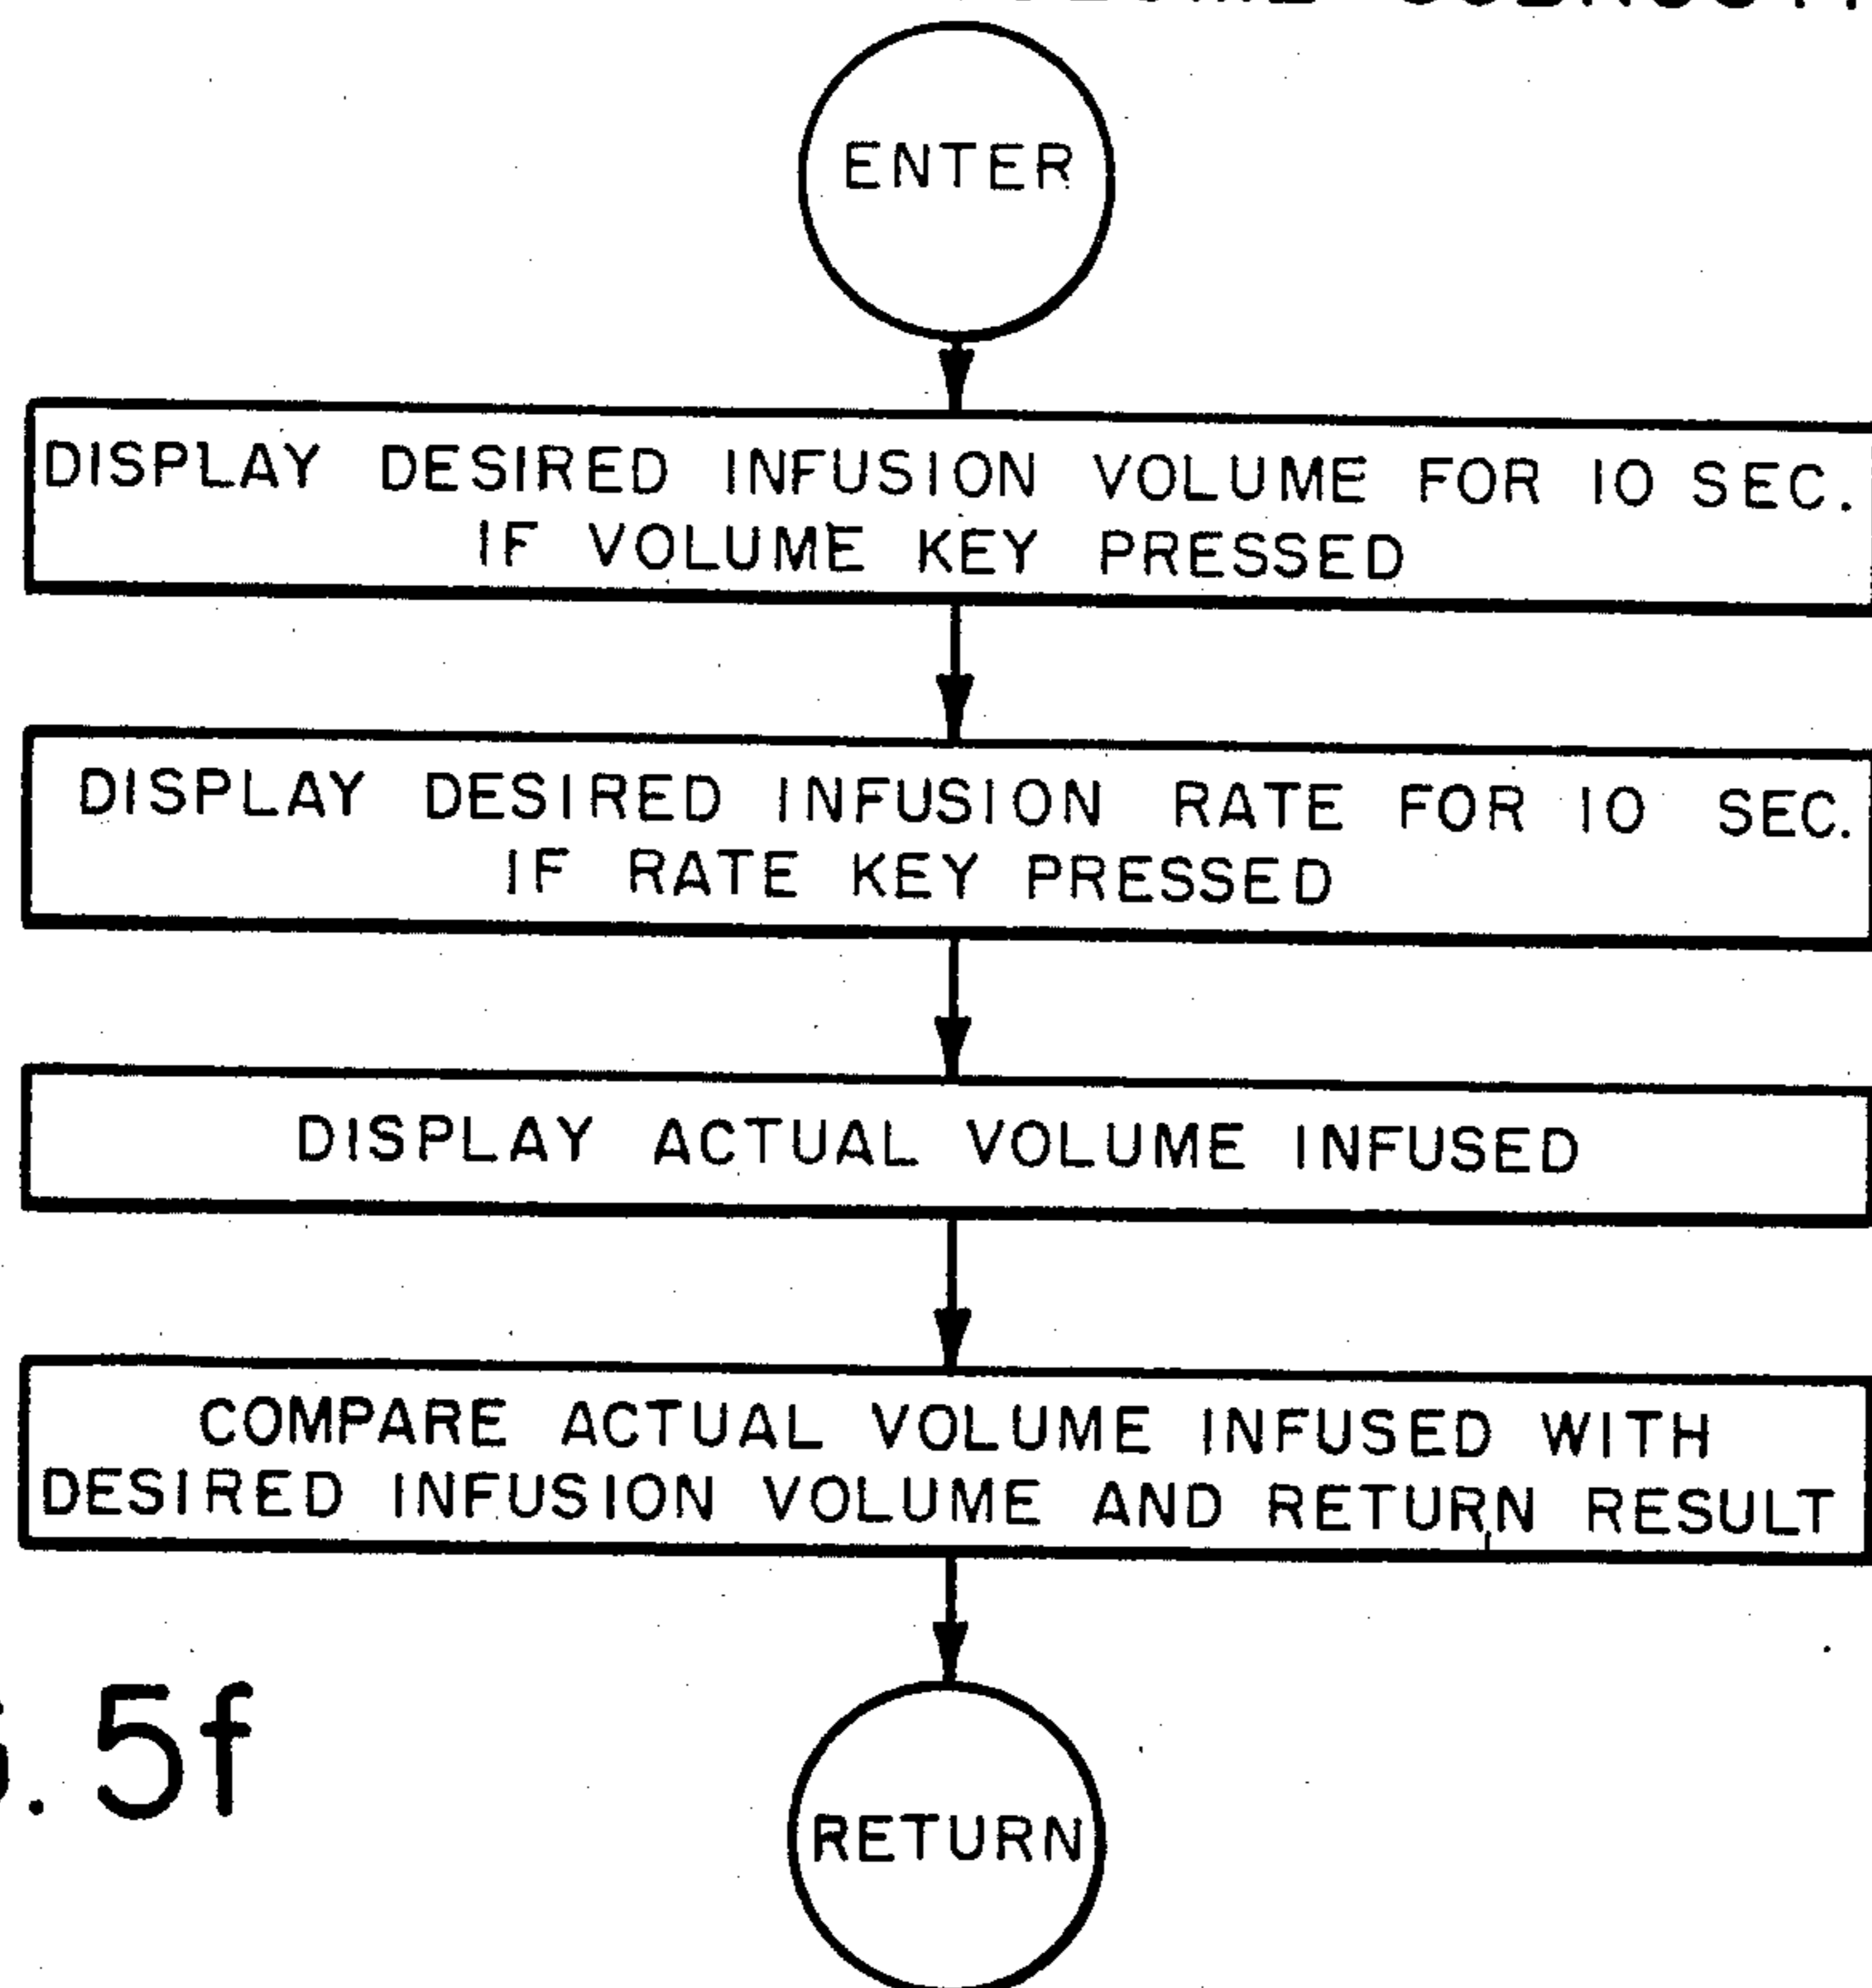 ENTER
DISPLAY DESIRED INFUSION VOLUME FOR 10 SEC.
IF VOLUME KEY PRESSED
DISPLAY DESIRED INFUSION RATE FOR 10 SEC.
IF RATE KEY PRESSED
DISPLAY ACTUAL VOLUME INFUSED
COMPARE ACTUAL VOLUME INFUSED WITH
DESIRED INFUSION VOLUME AND RETURN RESULT
5f
RETURN